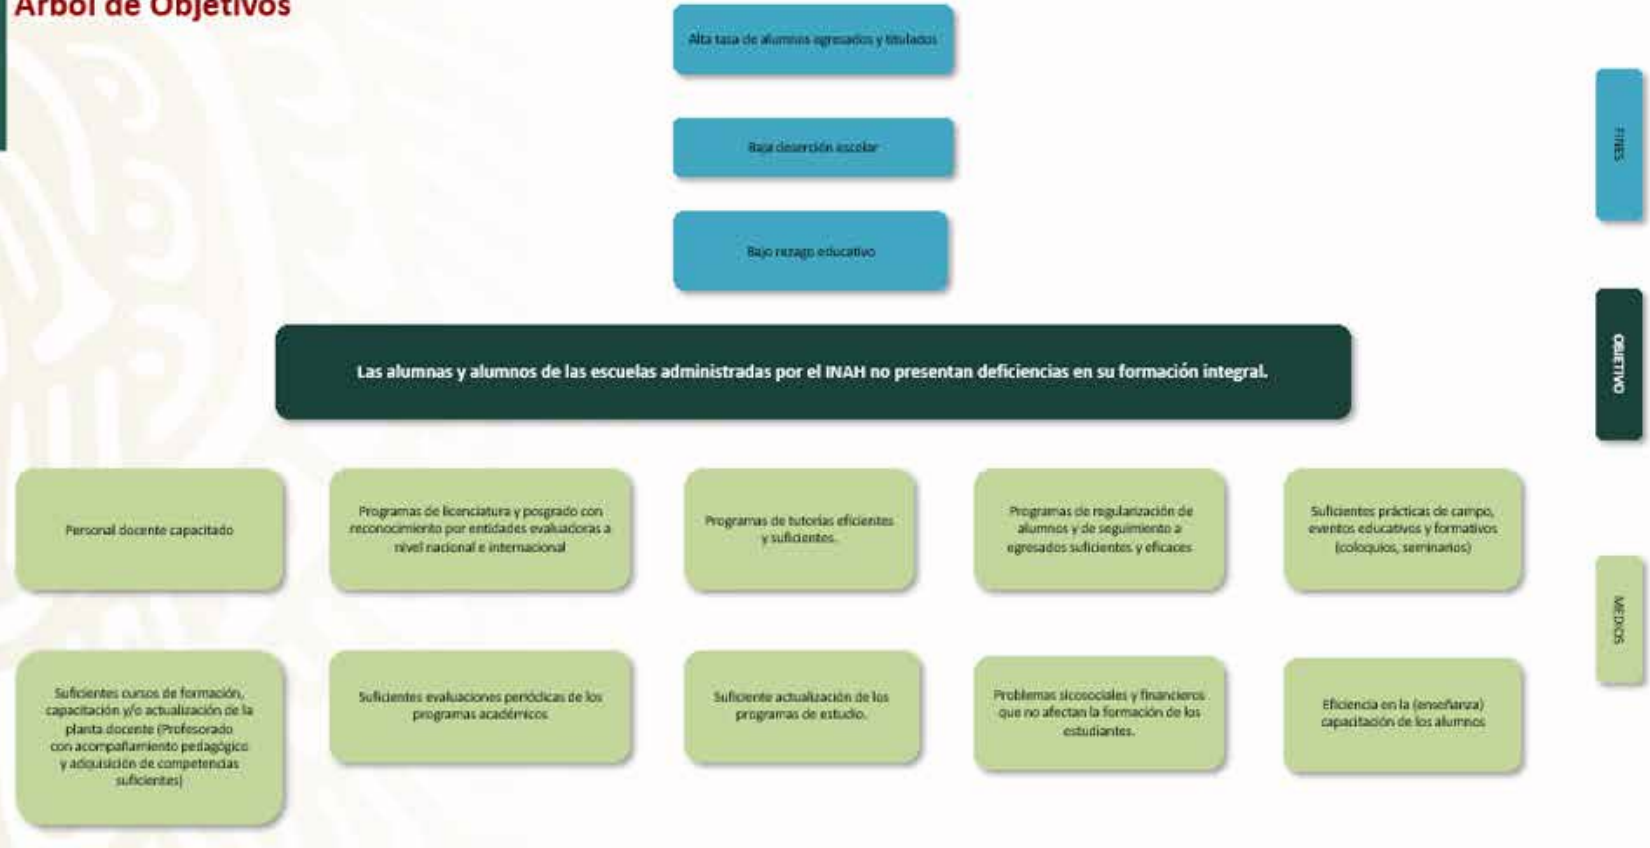 Árbol de Objetivos
Alta tasa de alumnos egresados y titulados
Baja deserción escolar
Bajo rezago educativo
FINES
Las alumnas y alumnos de las escuelas administradas por el INAH no presentan deficiencias en su formación integral.
OBJETIVO
Personal docente capacitado
Programas de licenciatura y posgrado con
reconocimiento por entidades evaluadoras a
nivel nacional e internacional
Programas de tutorías eficientes
y suficientes.
Programas de regularización de
alumnos y de seguimiento a
egresados suficientes y eficaces
Suficientes prácticas de campo,
eventos educativos y formativos
(coloquios, seminarios)
MEDIOS
Suficientes cursos de formación,
capacitación y/o actualización de la
planta docente (Profesorado
con acompañamiento pedagógico
y adquisición de competencias
suficientes)
Suficientes evaluaciones periódicas de los
programas académicos
Suficiente actualización de los
programas de estudio.
Problemas sicosociales y financieros
que no afectan la formación de los
estudiantes.
Eficiencia en la (enseñanza)
capacitación de los alumnos